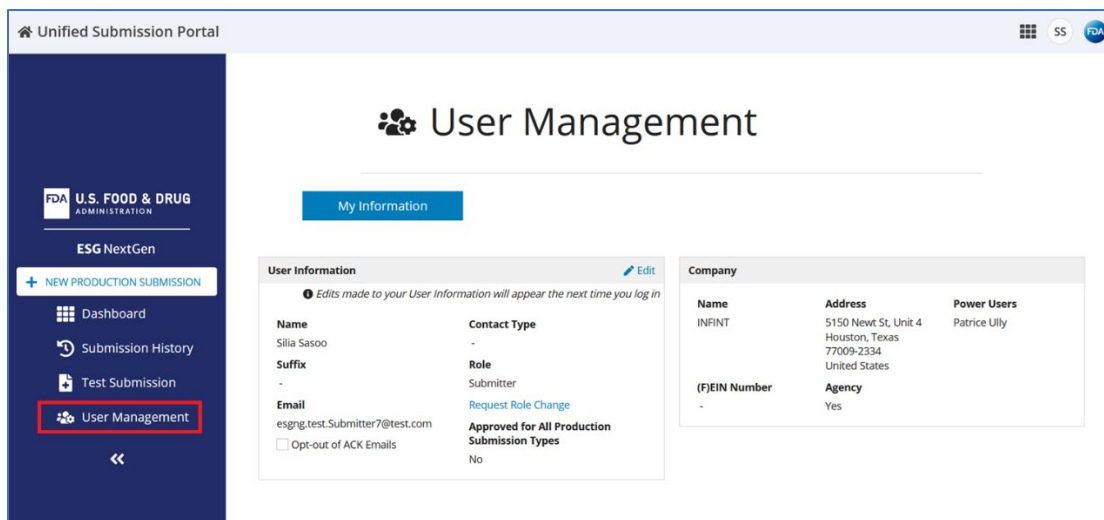 Unified Submission Portal
SS
FDA
User Management
FDA U.S. FOOD & DRUG
ADMINISTRATION
My Information
ESG NextGen
+ NEW PRODUCTION SUBMISSION
Dashboard
Submission History
Test Submission
User Management
User Information
Edit
Edits made to your User Information will appear the next time you log in
Name
Silia Sasoo
Suffix
-
Email
esgng.test.Submitter7@test.com
Opt-out of ACK Emails
Contact Type
-
Role
Submitter
Request Role Change
Approved for All Production
Submission Types
No
Company
Name
INFINT
Address
5150 Newt St, Unit 4
Houston, Texas
77009-2334
United States
Power Users
Patrice Ully
(F)EIN Number
-
Agency
Yes